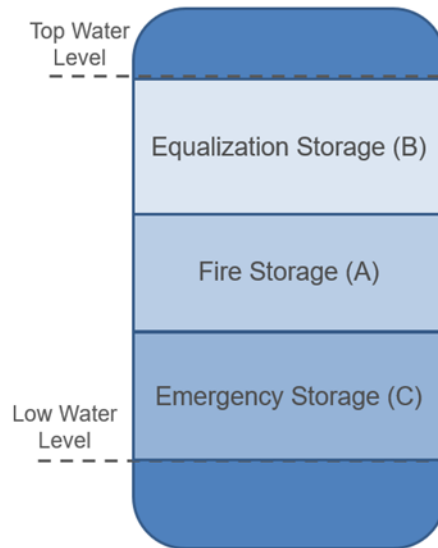 Top Water
Level
Equalization Storage (B)
Fire Storage (A)
Emergency Storage (C)
Low Water
Level